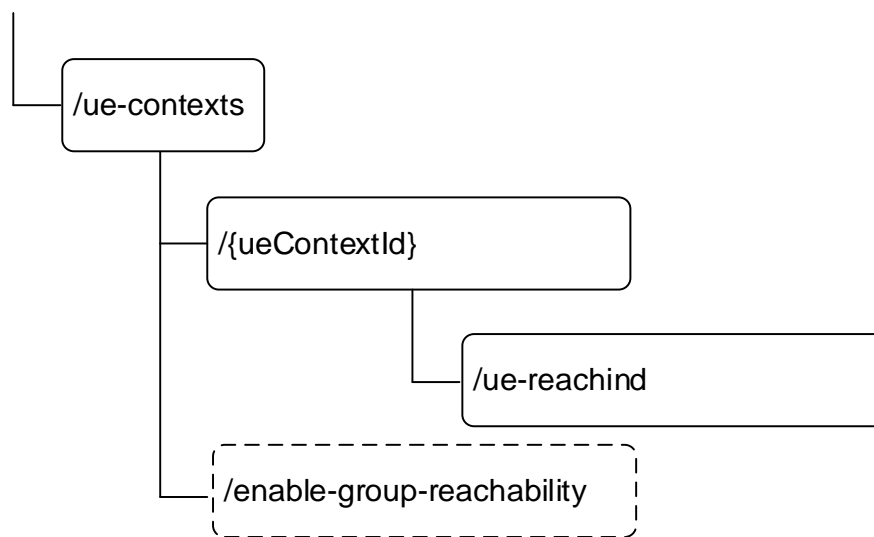 /ue-contexts
/{ueContextId}
/ue-reachind
/enable-group-reachability